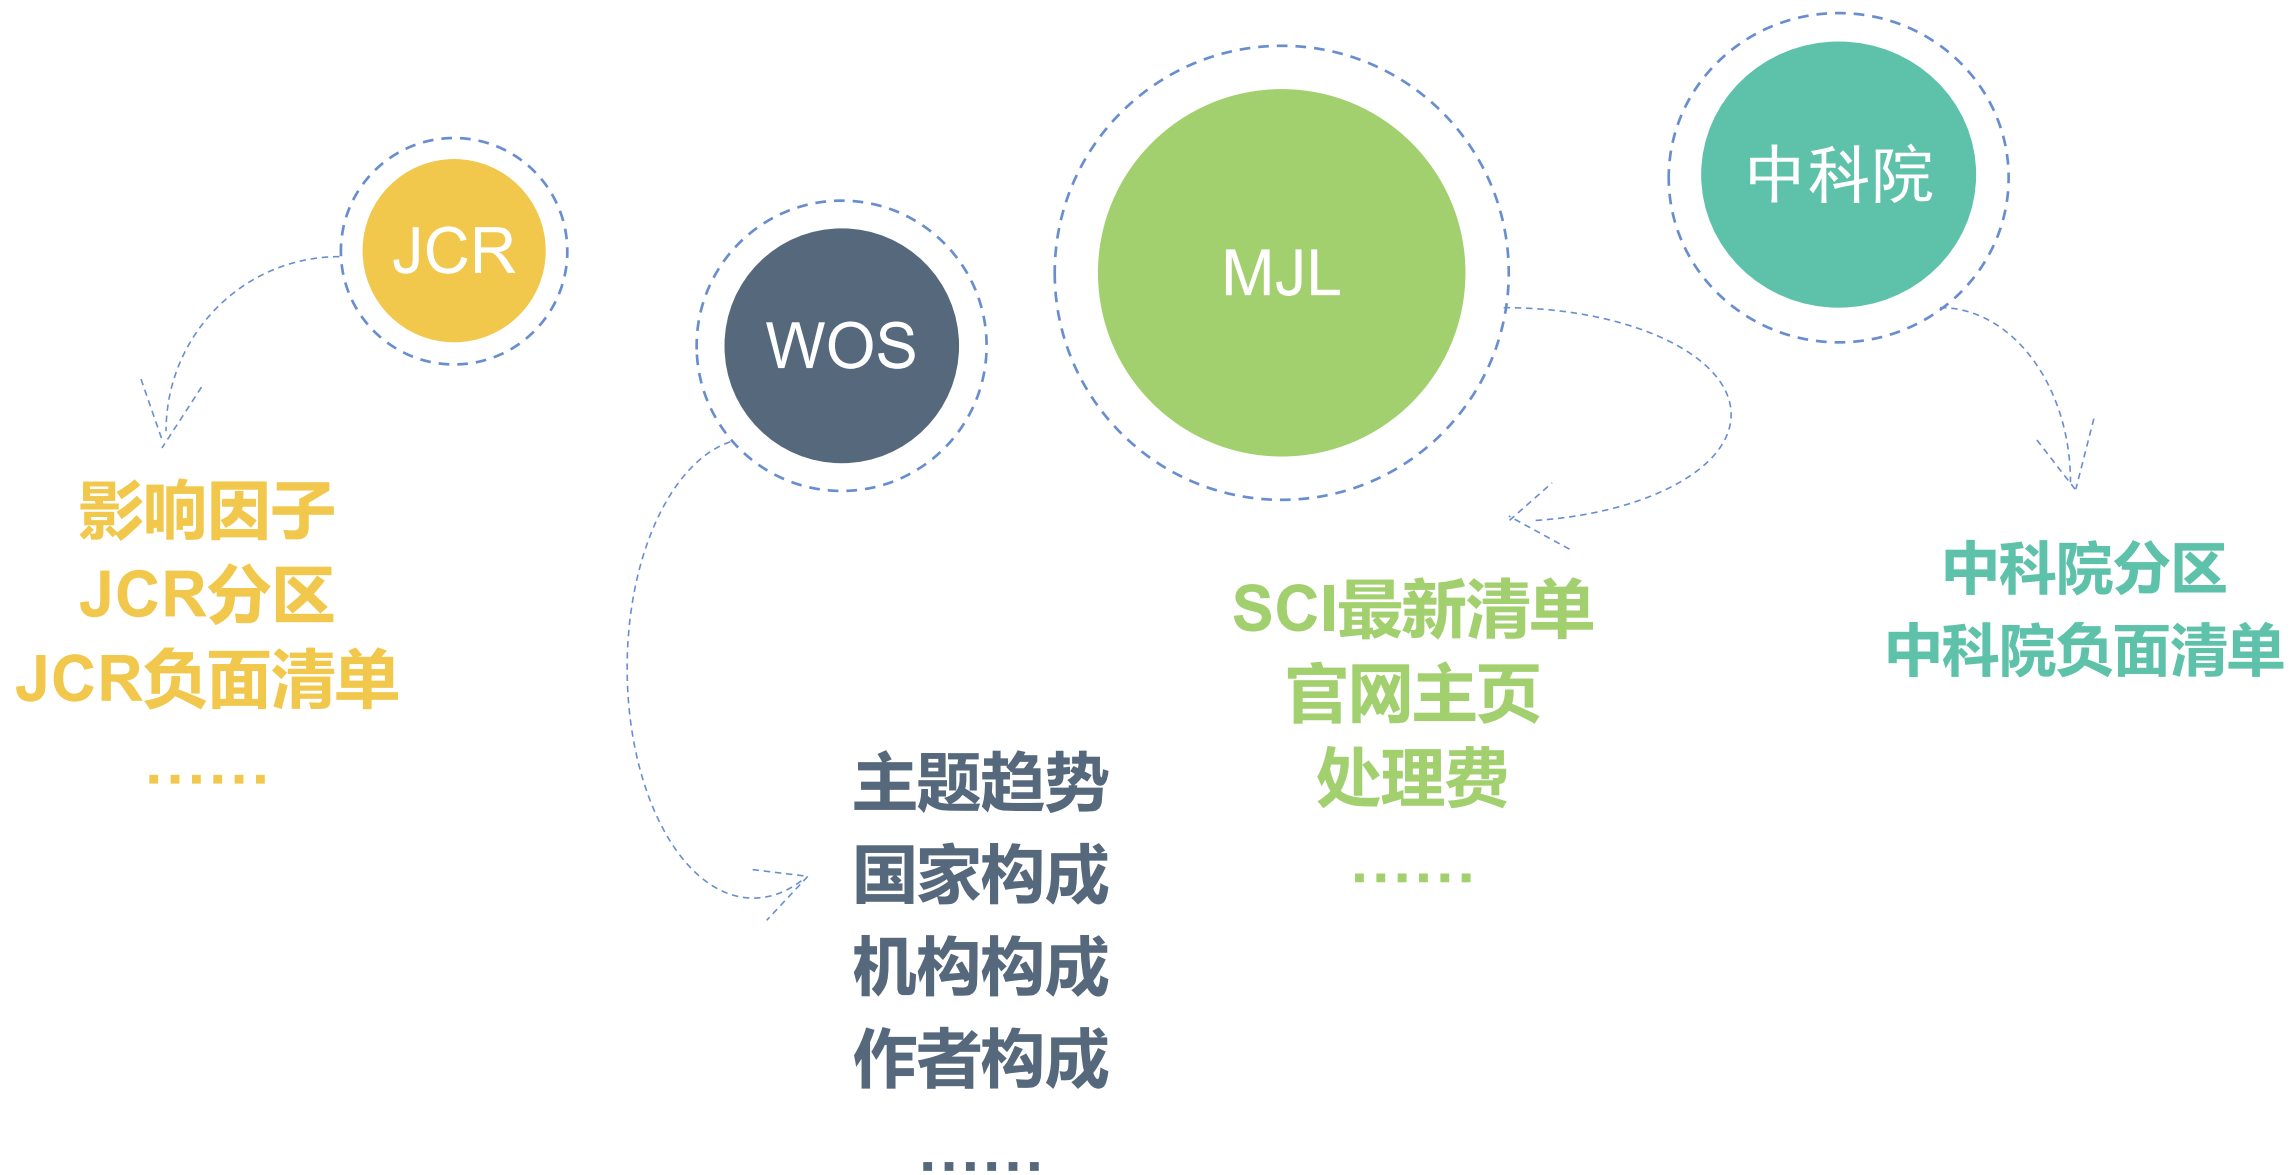 JCR
影响因子
JCR分区
JCR负面清单
……
WOS
主题趋势
国家构成
机构构成
作者构成
……
MJL
SCI最新清单
官网主页
处理费
……
中科院
中科院分区
中科院负面清单